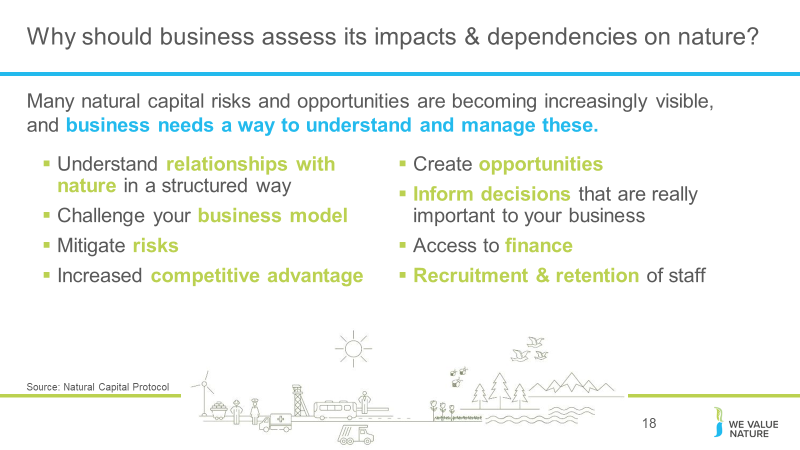 Why should business assess its impacts & dependencies on nature?
Many natural capital risks and opportunities are becoming increasingly visible,
and business needs a way to understand and manage these.
▪ Understand relationships with
nature in a structured way
▪ Challenge your business model
▪ Mitigate risks
▪ Increased competitive advantage
▪ Create opportunities
▪ Inform decisions that are really
important to your business
▪ Access to finance
▪ Recruitment & retention of staff
Source: Natural Capital Protocol
18
WE VALUE
NATURE